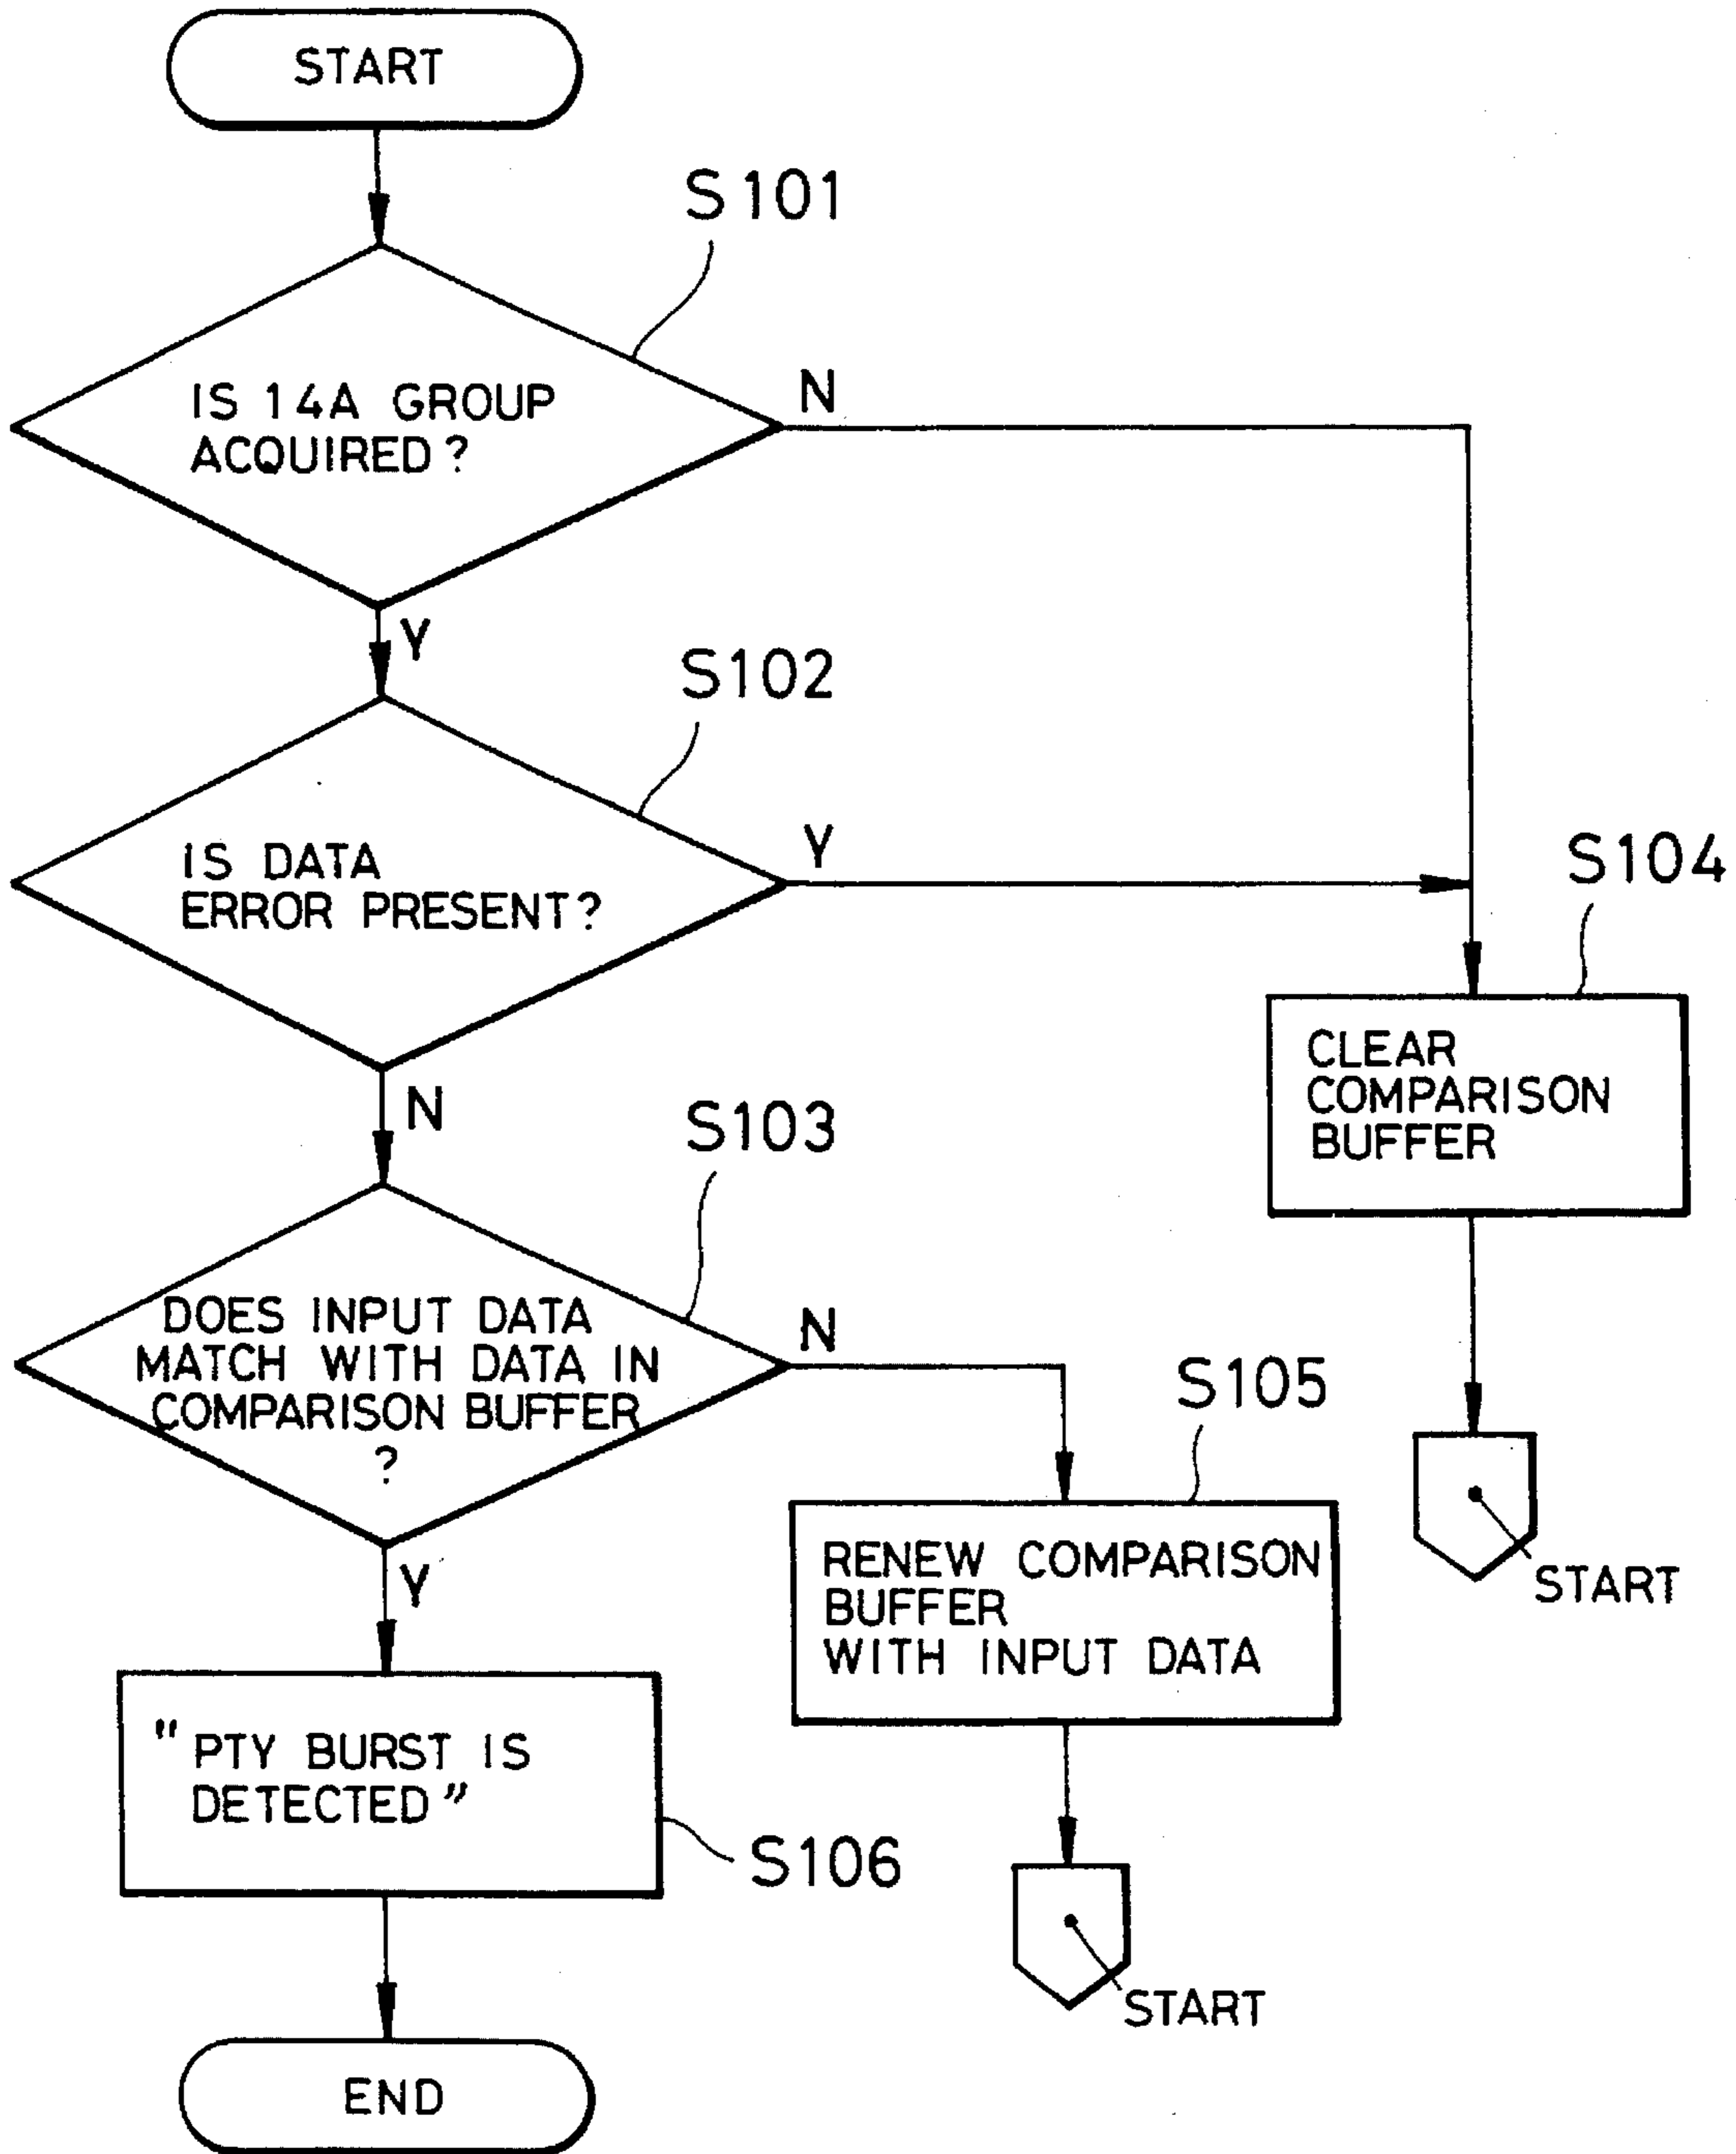 START
S101
IS 14A GROUP
ACQUIRED?
N
Y
S102
IS DATA
ERROR PRESENT?
Y
S104
CLEAR
COMPARISON
BUFFER
N
S103
DOES INPUT DATA
MATCH WITH DATA IN
COMPARISON BUFFER
?
N
S105
START
Y
RENEW COMPARISON
BUFFER
WITH INPUT DATA
"PTY BURST IS
DETECTED"
S106
START
END